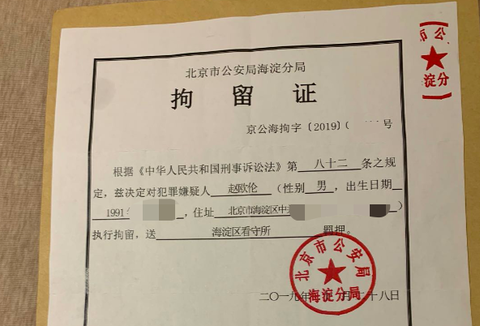 北京市公安局海淀分局
拘留证
京公海拘字〔2019〕( 号
根据《中华人民共和国刑事诉讼法》第 八十二 条之规
定，兹决定对犯罪嫌疑人 赵欧伦 （性别 男，出生日期
1991 ，住址 北京市海淀区中 ）
执行拘留，送 海淀区看守所 羁押。
北京市公安局
海淀分局
二〇一九年 月二十八日
市公
淀分